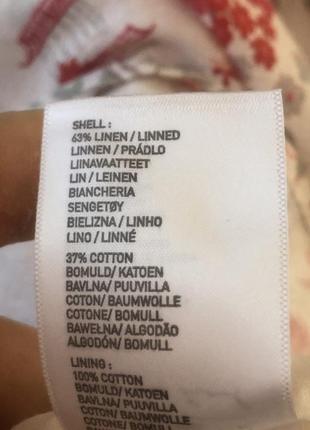 SHELL :
63% LINEN / LINNED
LINNEN / PRÁDLO
LIINAVAATTEET
LIN / LEINEN
BIANCHERIA
SENGETØY
BIELIZNA / LINHO
LINO / LINNÉ
37% COTTON
BOMULD/ KATOEN
BAVLNA/ PUUVILLA
COTON/ BAUMWOLLE
COTONE/ BOMULL
BAWEŁNA/ ALGODÃO
ALGODÓN/ BOMULL
LINING :
100% COTTON
BOMULD/ KATOEN
BAVLNA/ PUUVILLA
COTON/ BAUMWOLLE
COTONE/ BOMULL